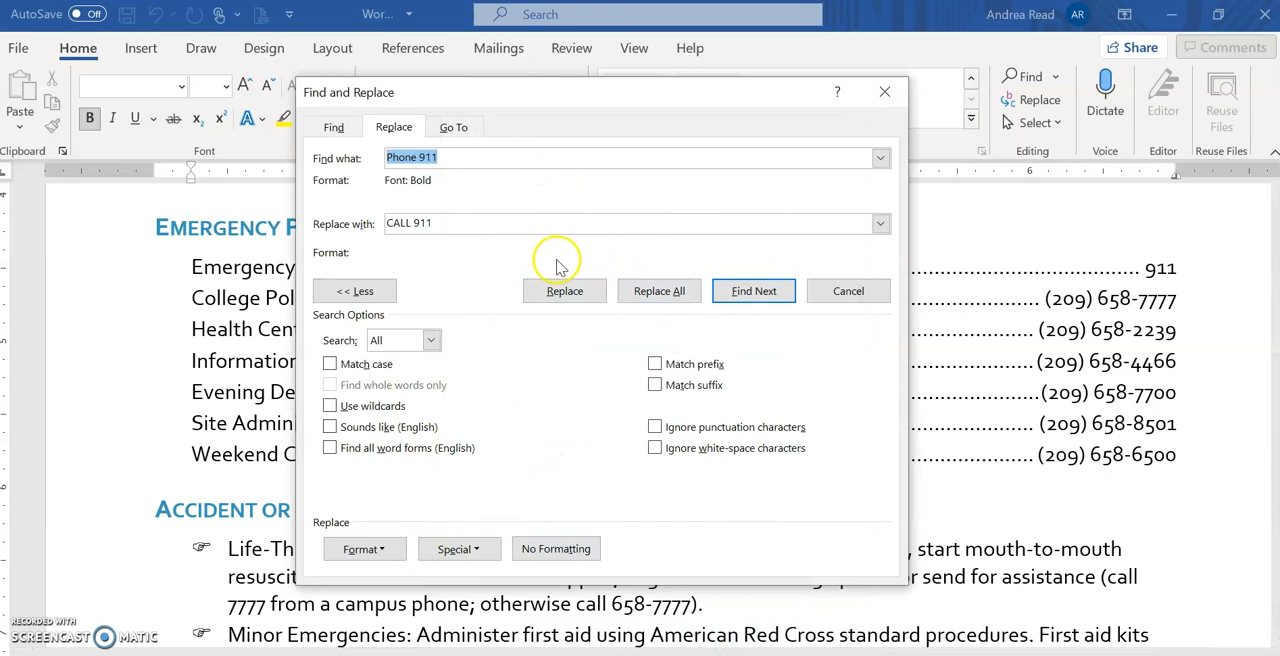 AutoSave Off Wor... Search Andrea Read AR
File Home Insert Draw Design Layout References Mailings Review View Help Share Comments
Paste B I U ab x₂ x² A Find Replace Select Dictate Editor Reuse Files
Clipboard Font Editing Voice Editor Reuse Files
Find and Replace ?
Find Replace Go To
Find what: Phone 911
Format: Font: Bold
Replace with: CALL 911
Format:
<< Less Replace Replace All Find Next Cancel
Search Options
Search: All
Match case Match prefix
Find whole words only Match suffix
Use wildcards
Sounds like (English) Ignore punctuation characters
Find all word forms (English) Ignore white-space characters
Replace
Format Special No Formatting
6
EMERGENCY P
Emergency ... 911
College Pol ... (209) 658-7777
Health Cen ... (209) 658-2239
Informatio ... (209) 658-4466
Evening De ... (209) 658-7700
Site Admini ... (209) 658-8501
Weekend C ... (209) 658-6500
ACCIDENT OR
Life-Th , start mouth-to-mouth
resuscit or send for assistance (call
7777 from a campus phone; otherwise call 658-7777).
Minor Emergencies: Administer first aid using American Red Cross standard procedures. First aid kits
RECORDED WITH
SCREENCAST MATIC